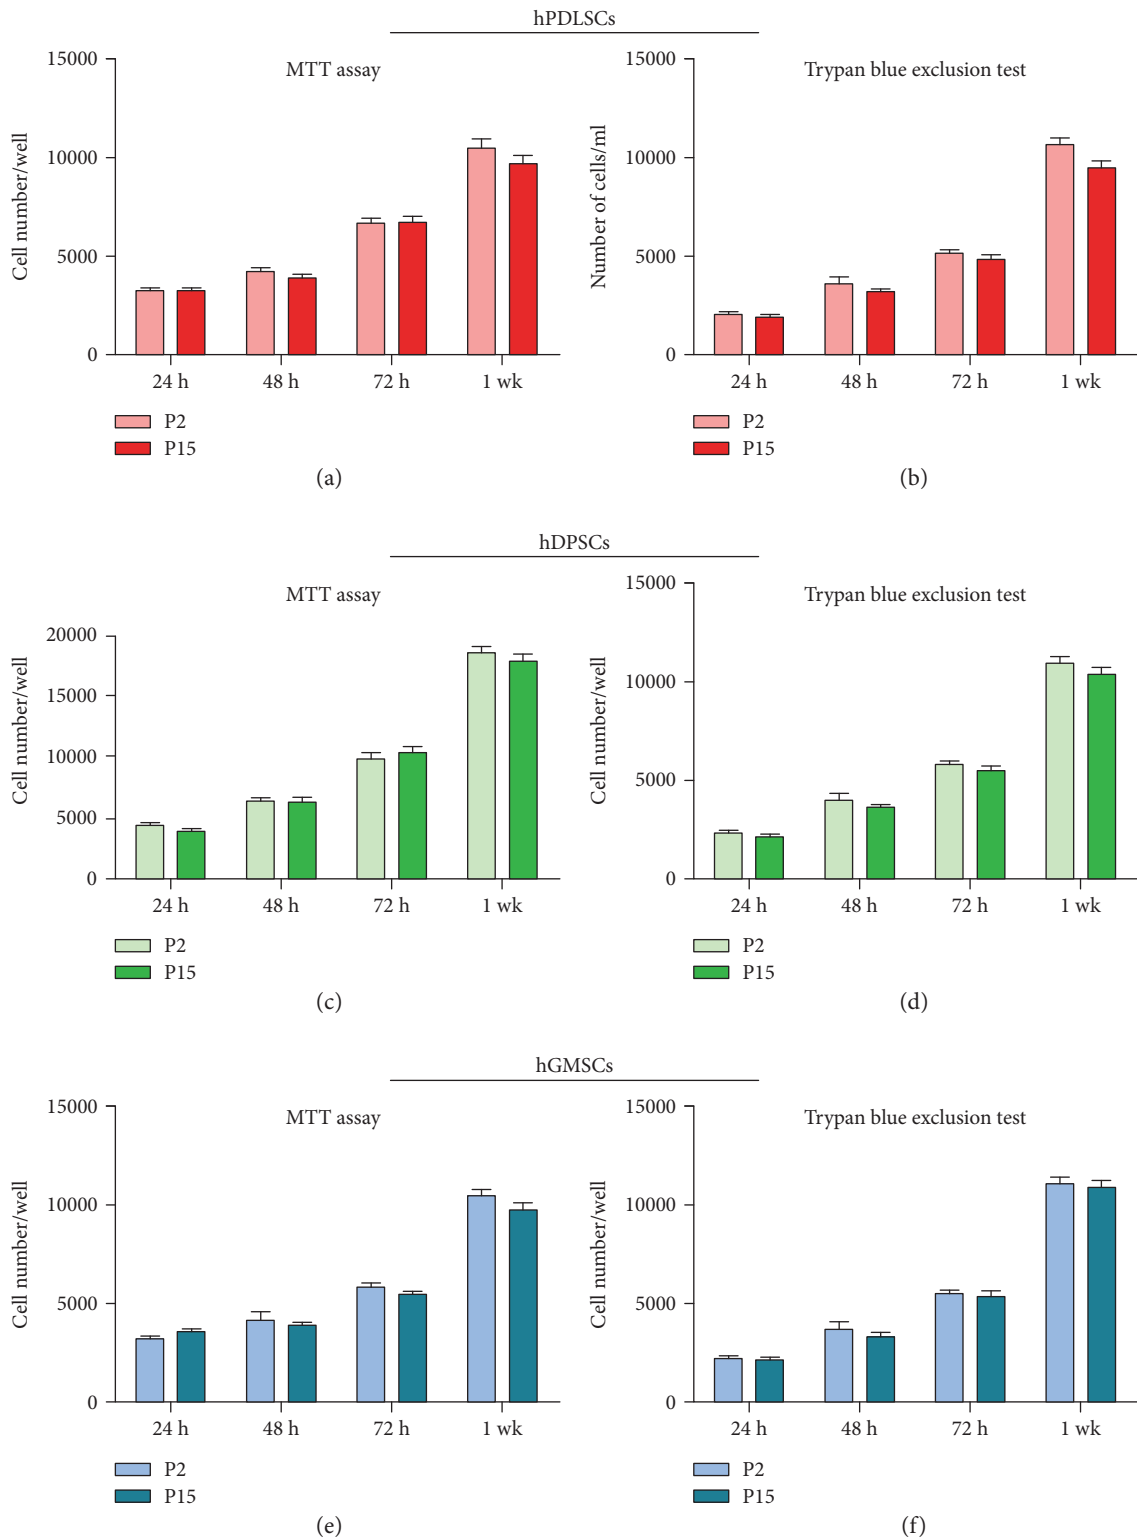 hPDLSCs
MTT assay
Cell number/well
15000
10000
5000
0
24 h 48 h 72 h 1 wk
P2
P15
(a)
Trypan blue exclusion test
Number of cells/ml
15000
10000
5000
0
24 h 48 h 72 h 1 wk
P2
P15
(b)
hDPSCs
MTT assay
Cell number/well
20000
15000
10000
5000
0
24 h 48 h 72 h 1 wk
P2
P15
(c)
Trypan blue exclusion test
Cell number/well
15000
10000
5000
0
24 h 48 h 72 h 1 wk
P2
P15
(d)
hGMSCs
MTT assay
Cell number/well
15000
10000
5000
0
24 h 48 h 72 h 1 wk
P2
P15
(e)
Trypan blue exclusion test
Cell number/well
15000
10000
5000
0
24 h 48 h 72 h 1 wk
P2
P15
(f)